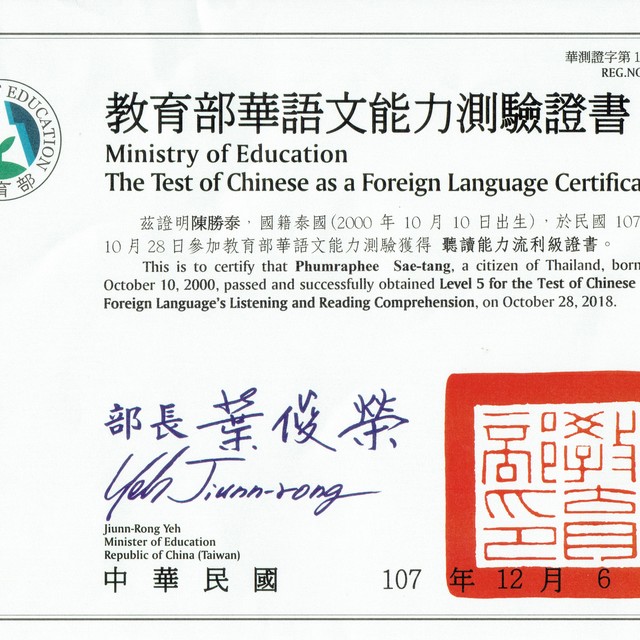 華測證字第1
REG.NO
EDUCATION
育部
教育部華語文能力測驗證書
Ministry of Education
The Test of Chinese as a Foreign Language Certifica
茲證明陳勝泰，國籍泰國(2000 年 10 月 10 日出生)，於民國 107
10 月 28 日參加教育部華語文能力測驗獲得 聽讀能力流利級證書。
This is to certify that Phumraphee Sae-tang, a citizen of Thailand, born
October 10, 2000, passed and successfully obtained Level 5 for the Test of Chinese
Foreign Language's Listening and Reading Comprehension, on October 28, 2018.
部長 葉俊榮
Yeh Jiunn-rong
Jiunn-Rong Yeh
Minister of Education
Republic of China (Taiwan)
中 華 民 國 107 年 12 月 6